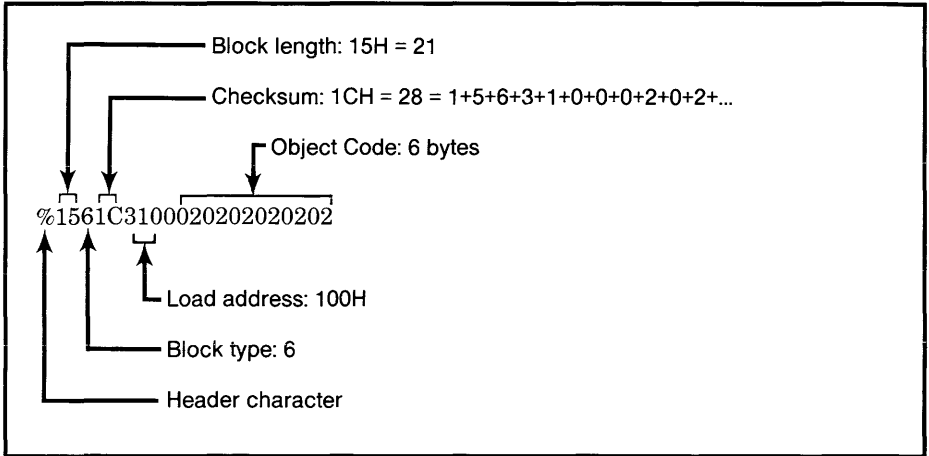 Block length: 15H = 21
Checksum: 1CH = 28 = 1+5+6+3+1+0+0+0+2+0+2+...
Object Code: 6 bytes
%1561C3100020202020202
Load address: 100H
Block type: 6
Header character